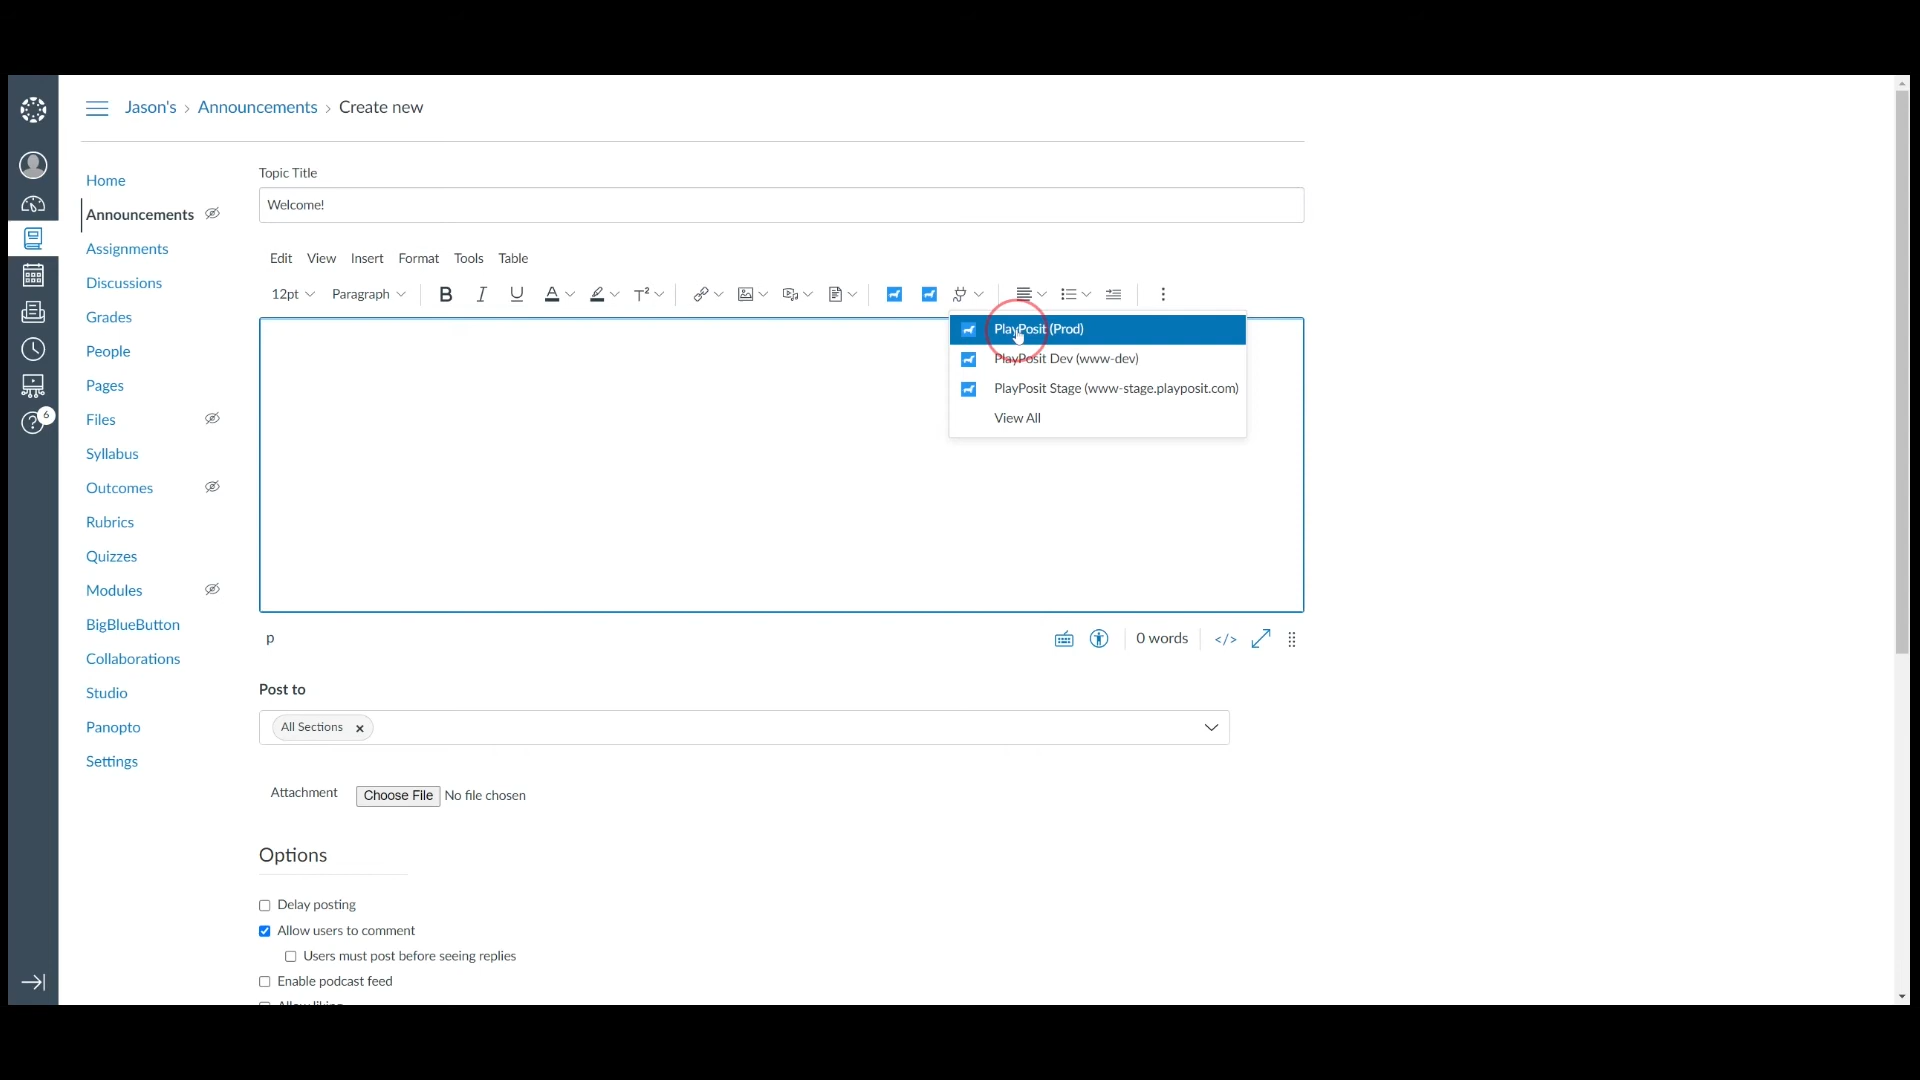 Jason's › Announcements › Create new
Home
Announcements
Assignments
Discussions
Grades
People
Pages
Files
Syllabus
Outcomes
Rubrics
Quizzes
Modules
BigBlueButton
Collaborations
Studio
Panopto
Settings
6
Topic Title
Welcome!
Edit View Insert Format Tools Table
12pt Paragraph B I U A T²
PlayPosit (Prod)
PlayPosit Dev (www-dev)
PlayPosit Stage (www-stage.playposit.com)
View All
p
0 words </>
Post to
All Sections ×
Attachment Choose File No file chosen
Options
Delay posting
Allow users to comment
Users must post before seeing replies
Enable podcast feed